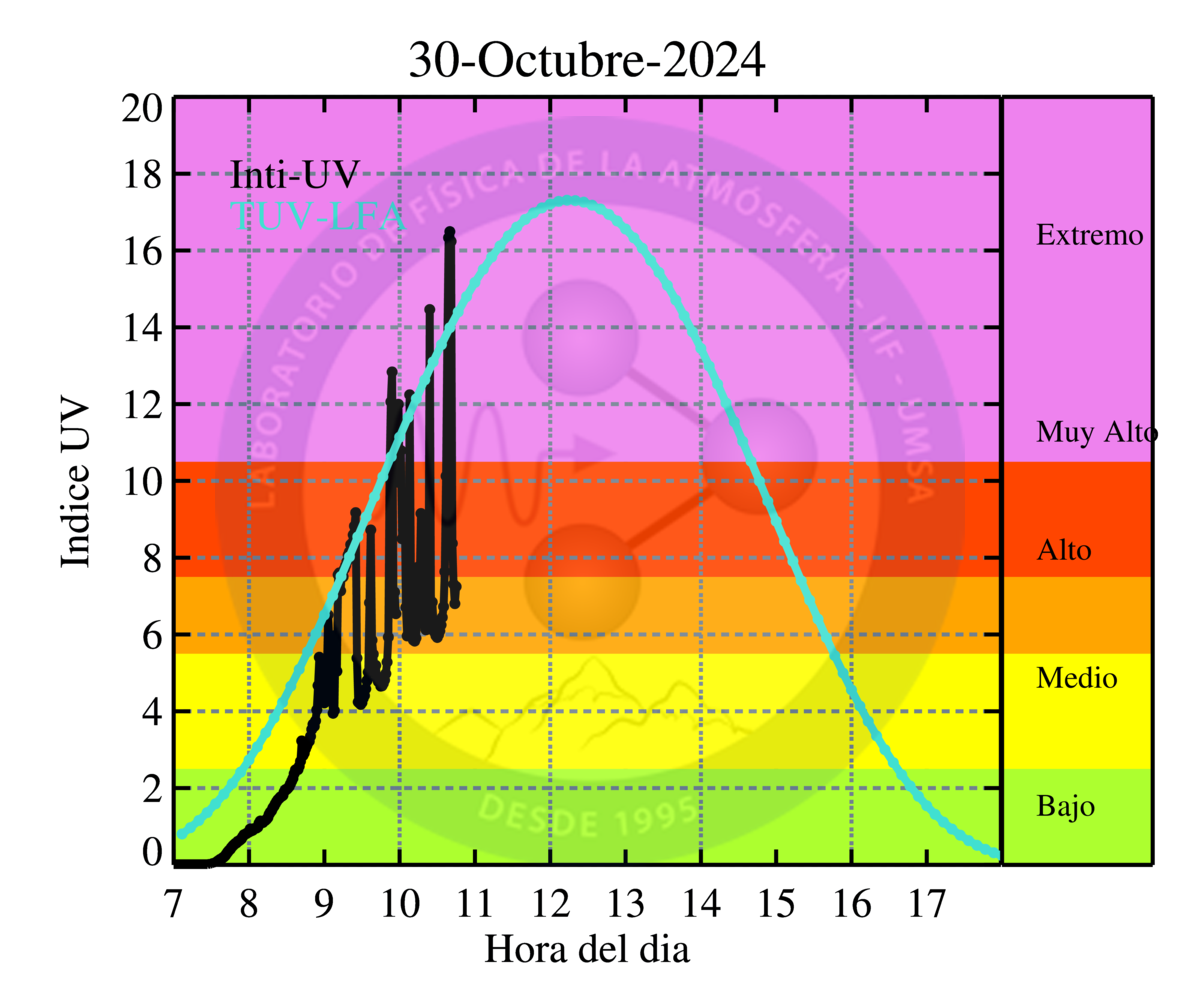 30-Octubre-2024
20
18
16
14
12
10
8
6
4
2
0
Indice UV
Inti-UV
TUV-LFA
LABORATORIO DE FÍSICA DE LA ATMÓSFERA - IIF - UMSA
DESDE 1995
Extremo
Muy Alto
Alto
Medio
Bajo
7 8 9 10 11 12 13 14 15 16 17
Hora del dia